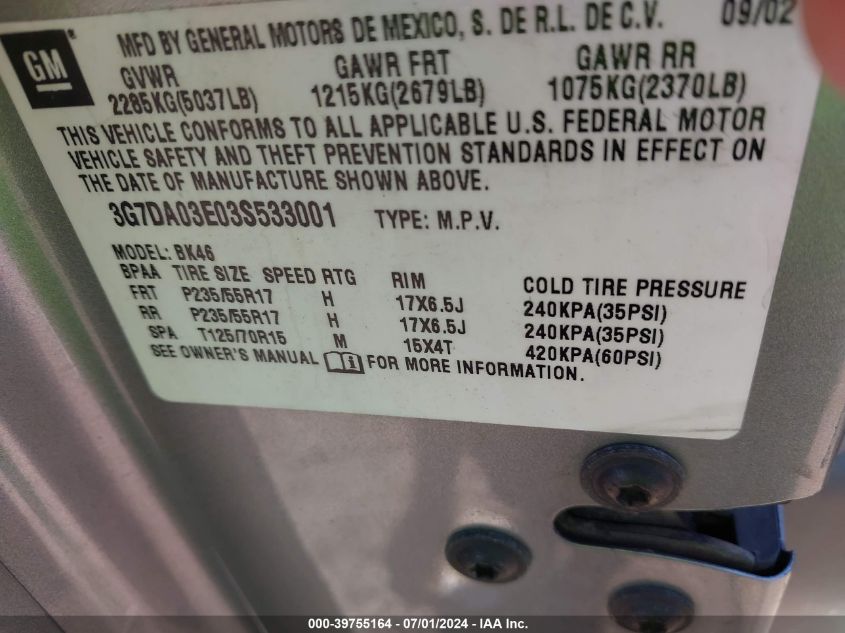 GM
MFD BY GENERAL MOTORS DE MEXICO, S. DE R.L. DE C.V. 09/02
GVWR GAWR FRT GAWR RR
2285KG(5037LB) 1215KG(2679LB) 1075KG(2370LB)
THIS VEHICLE CONFORMS TO ALL APPLICABLE U.S. FEDERAL MOTOR
VEHICLE SAFETY AND THEFT PREVENTION STANDARDS IN EFFECT ON
THE DATE OF MANUFACTURE SHOWN ABOVE.
3G7DA03E03S533001 TYPE: M.P.V.
MODEL: BK46
BPAA TIRE SIZE SPEED RTG RIM COLD TIRE PRESSURE
FRT P235/55R17 H 17X6.5J 240KPA(35PSI)
RR P235/55R17 H 17X6.5J 240KPA(35PSI)
SPA T125/70R15 M 15X4T 420KPA(60PSI)
SEE OWNER'S MANUAL FOR MORE INFORMATION.
000-39755164 - 07/01/2024 - IAA Inc.